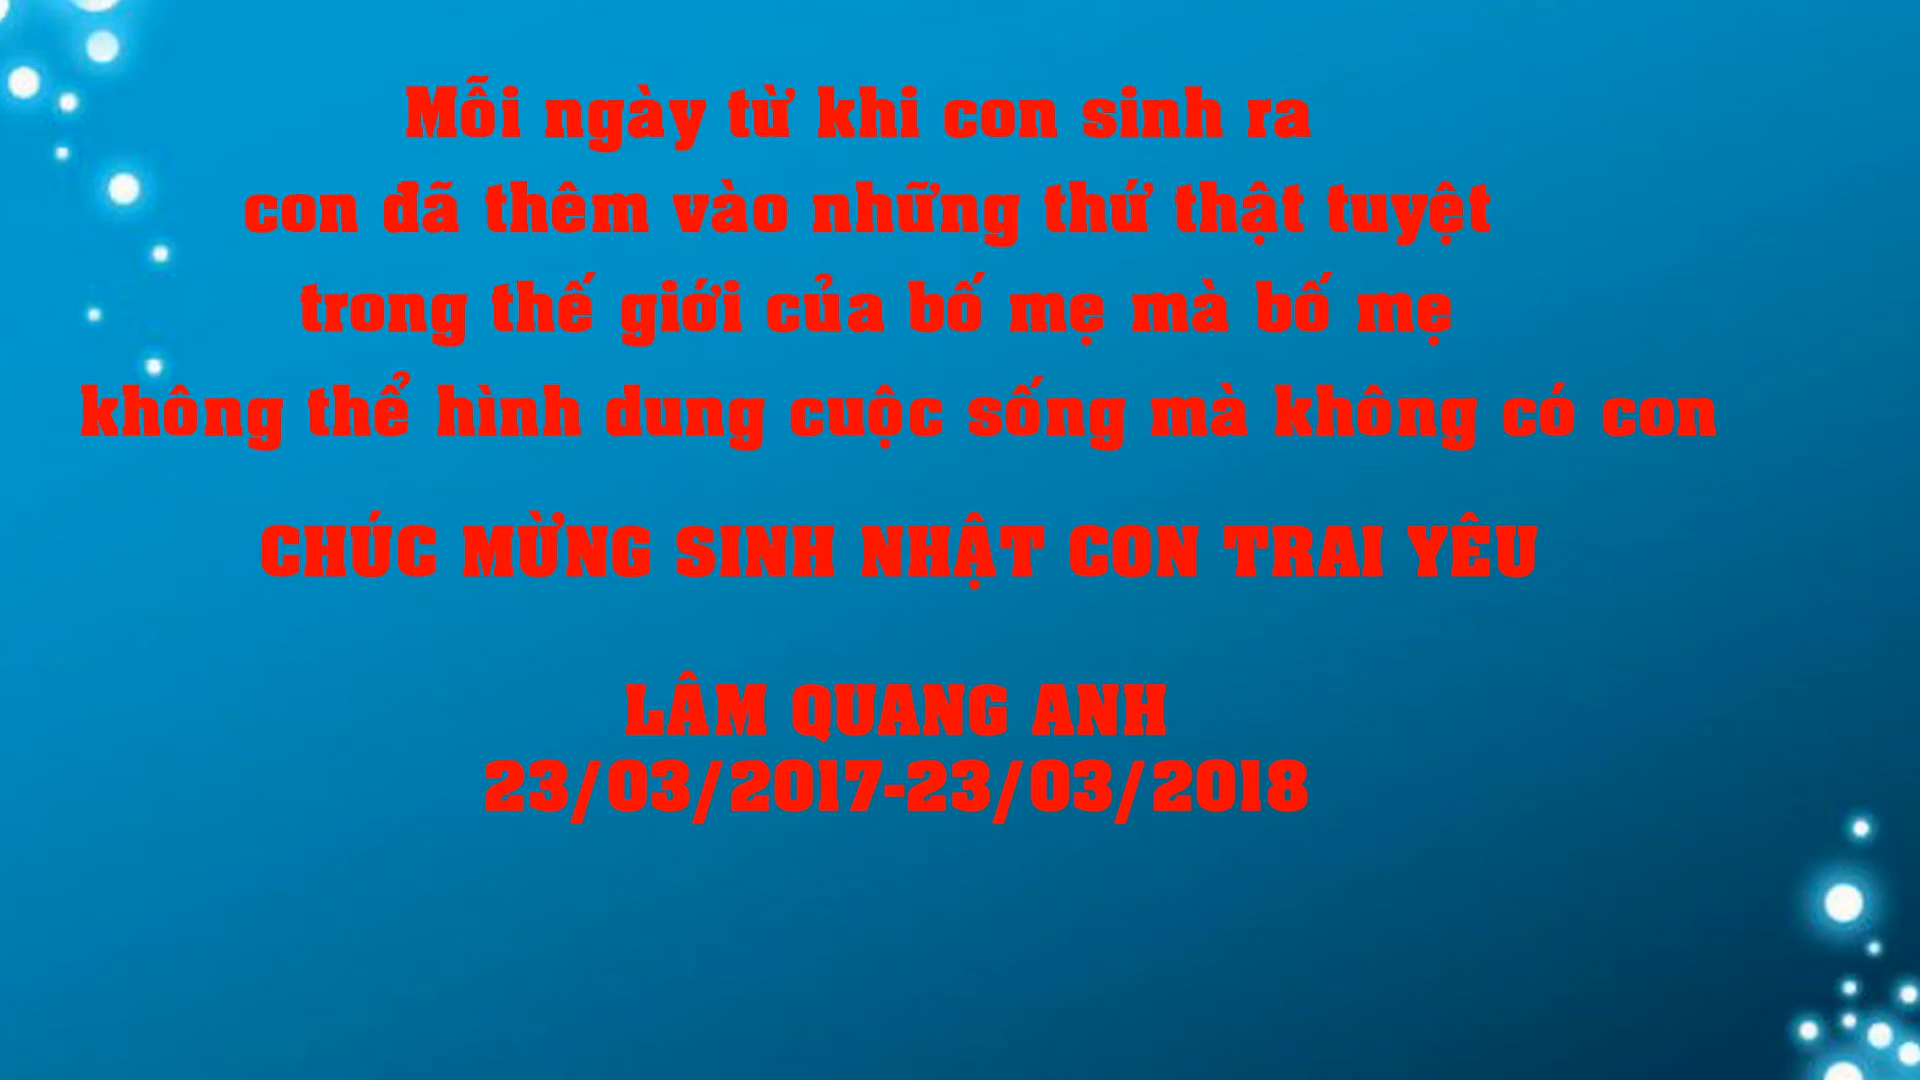 Mỗi ngày từ khi con sinh ra
con đã thêm vào những thứ thật tuyệt
trong thế giới của bố mẹ mà bố mẹ
không thể hình dung cuộc sống mà không có con
CHÚC MỪNG SINH NHẬT CON TRAI YÊU
LÂM QUANG ANH
23/03/2017-23/03/2018